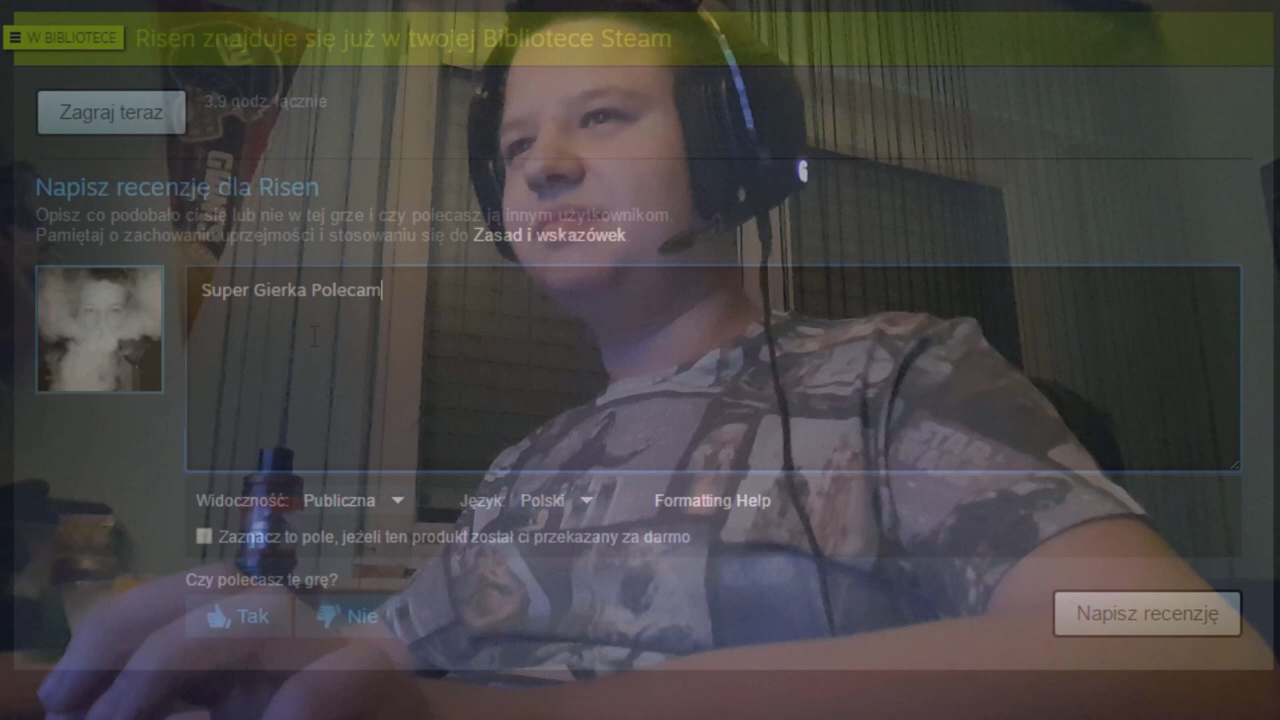 W BIBLIOTECE
Risen znajduje się już w twojej Bibliotece Steam
Zagraj teraz
3.9 godz. łącznie
Napisz recenzję dla Risen
Opisz co podobało ci się lub nie w tej grze i czy polecasz ją innym użytkownikom.
Pamiętaj o zachowaniu uprzejmości i stosowaniu się do Zasad i wskazówek
Super Gierka Polecam
Widoczność: Publiczna
Język: Polski
Formatting Help
Zaznacz to pole, jeżeli ten produkt został ci przekazany za darmo
Czy polecasz tę grę?
Tak
Nie
Napisz recenzję